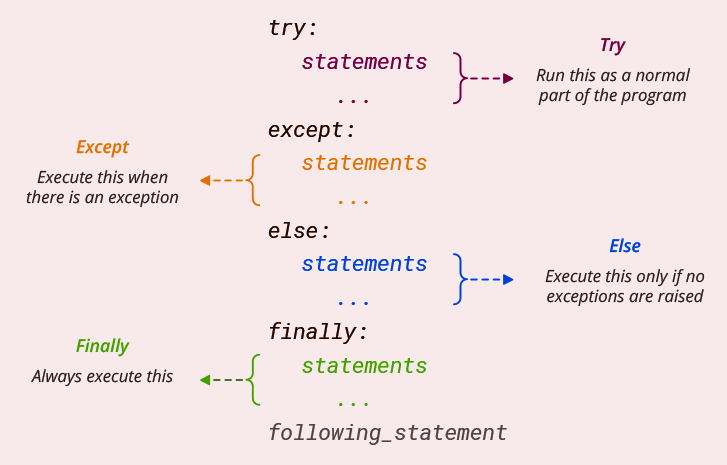 try:
statements
...
Try
Run this as a normal
part of the program
except:
statements
...
Except
Execute this when
there is an exception
else:
statements
...
Else
Execute this only if no
exceptions are raised
finally:
statements
...
Finally
Always execute this
following_statement